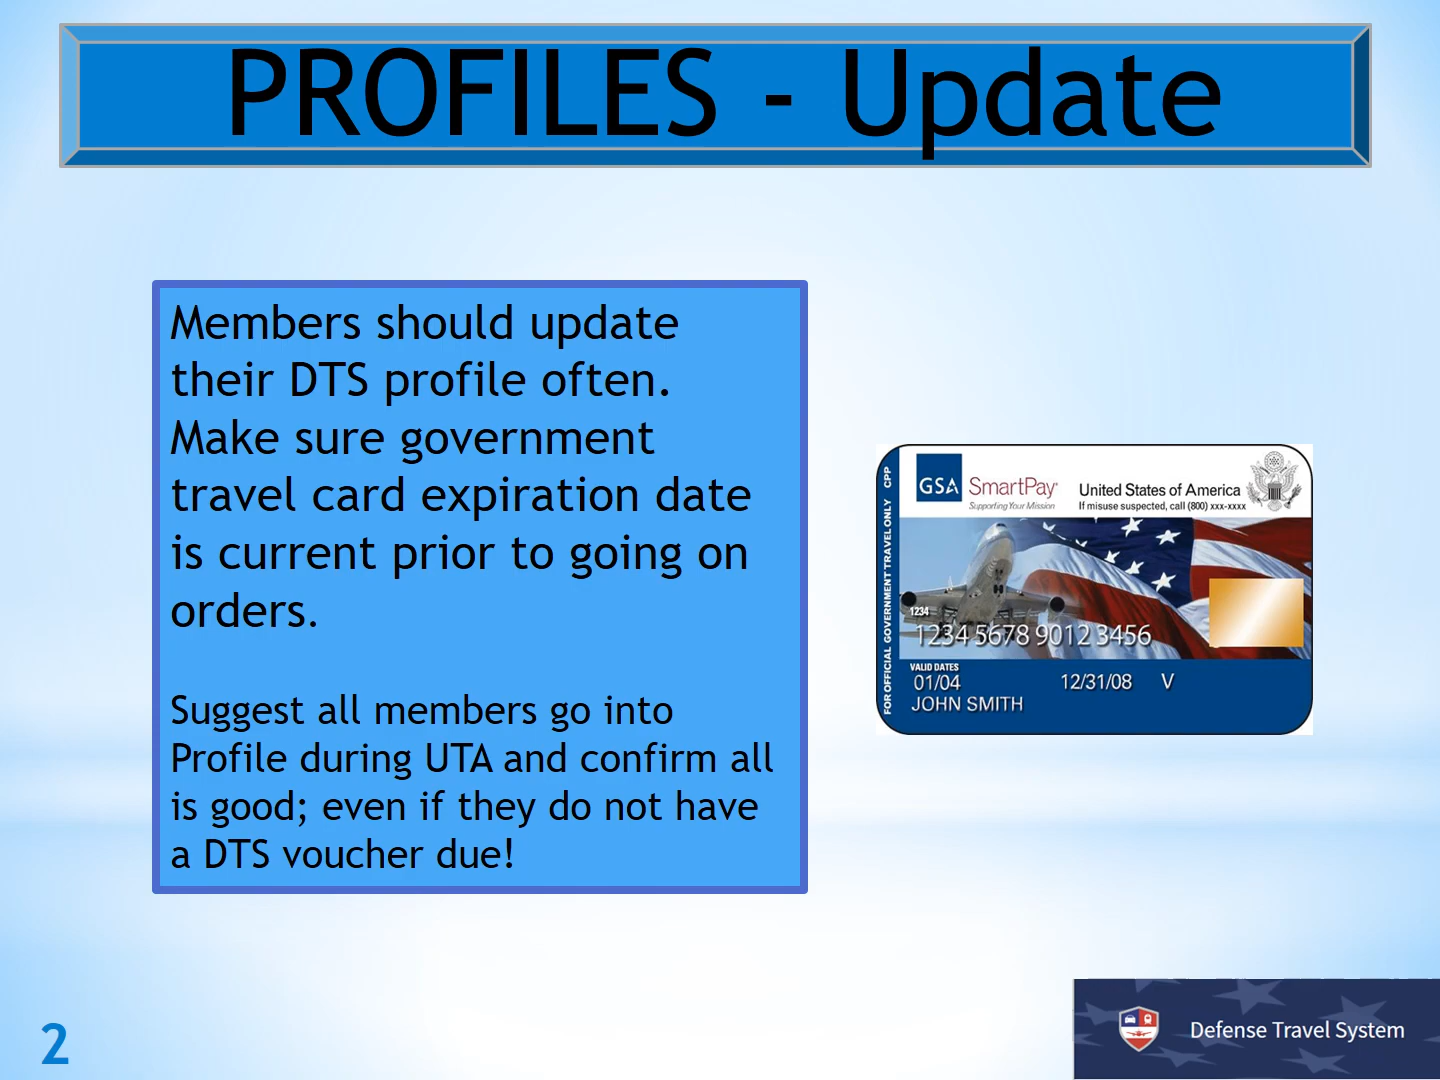 PROFILES - Update
Members should update
their DTS profile often.
Make sure government
travel card expiration date
is current prior to going on
orders.
Suggest all members go into
Profile during UTA and confirm all
is good; even if they do not have
a DTS voucher due!
FOR OFFICIAL GOVERNMENT TRAVEL ONLY CPP
GSA SmartPay
Supporting Your Mission
United States of America
If misuse suspected, call (800) xxx-xxxx
1234
1234 5678 9012 3456
VALID DATES
01/04 12/31/08 V
JOHN SMITH
2
Defense Travel System